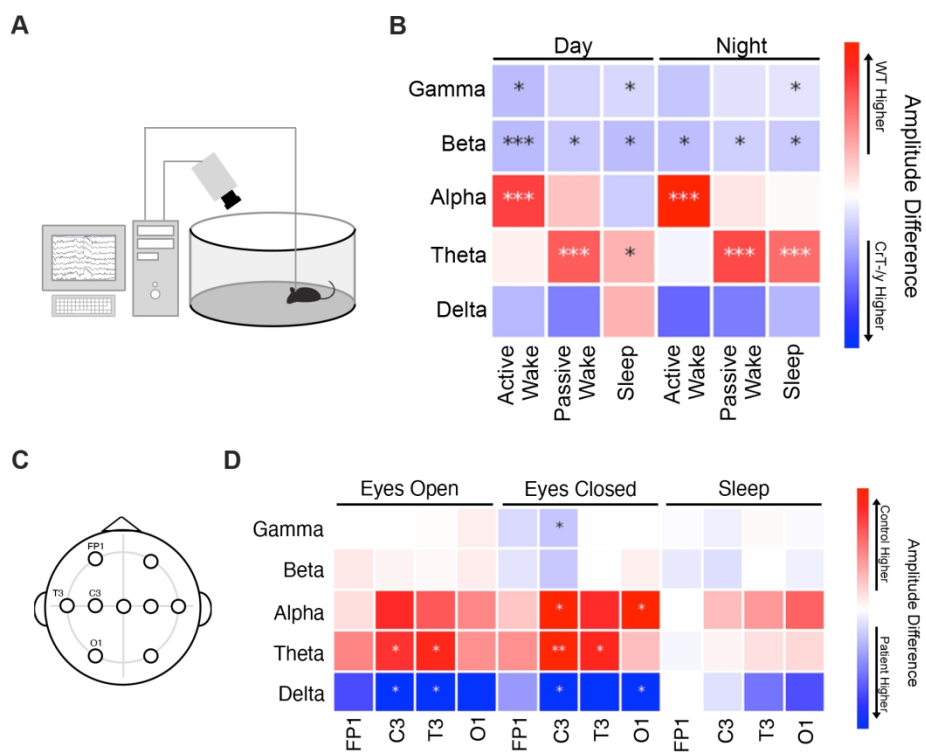 A
B
Day Night
Gamma * * *
Beta *** * * * * *
Alpha *** ***
Theta *** * *** ***
Delta
Active Wake Passive Wake Sleep Active Wake Passive Wake Sleep
WT Higher
CrT-/y Higher
Amplitude Difference
C
FP1
T3 C3
O1
D
Eyes Open Eyes Closed Sleep
Gamma *
Beta
Alpha * *
Theta * * ** *
Delta * * * *
FP1 C3 T3 O1 FP1 C3 T3 O1 FP1 C3 T3 O1
Control Higher
Patient Higher
Amplitude Difference